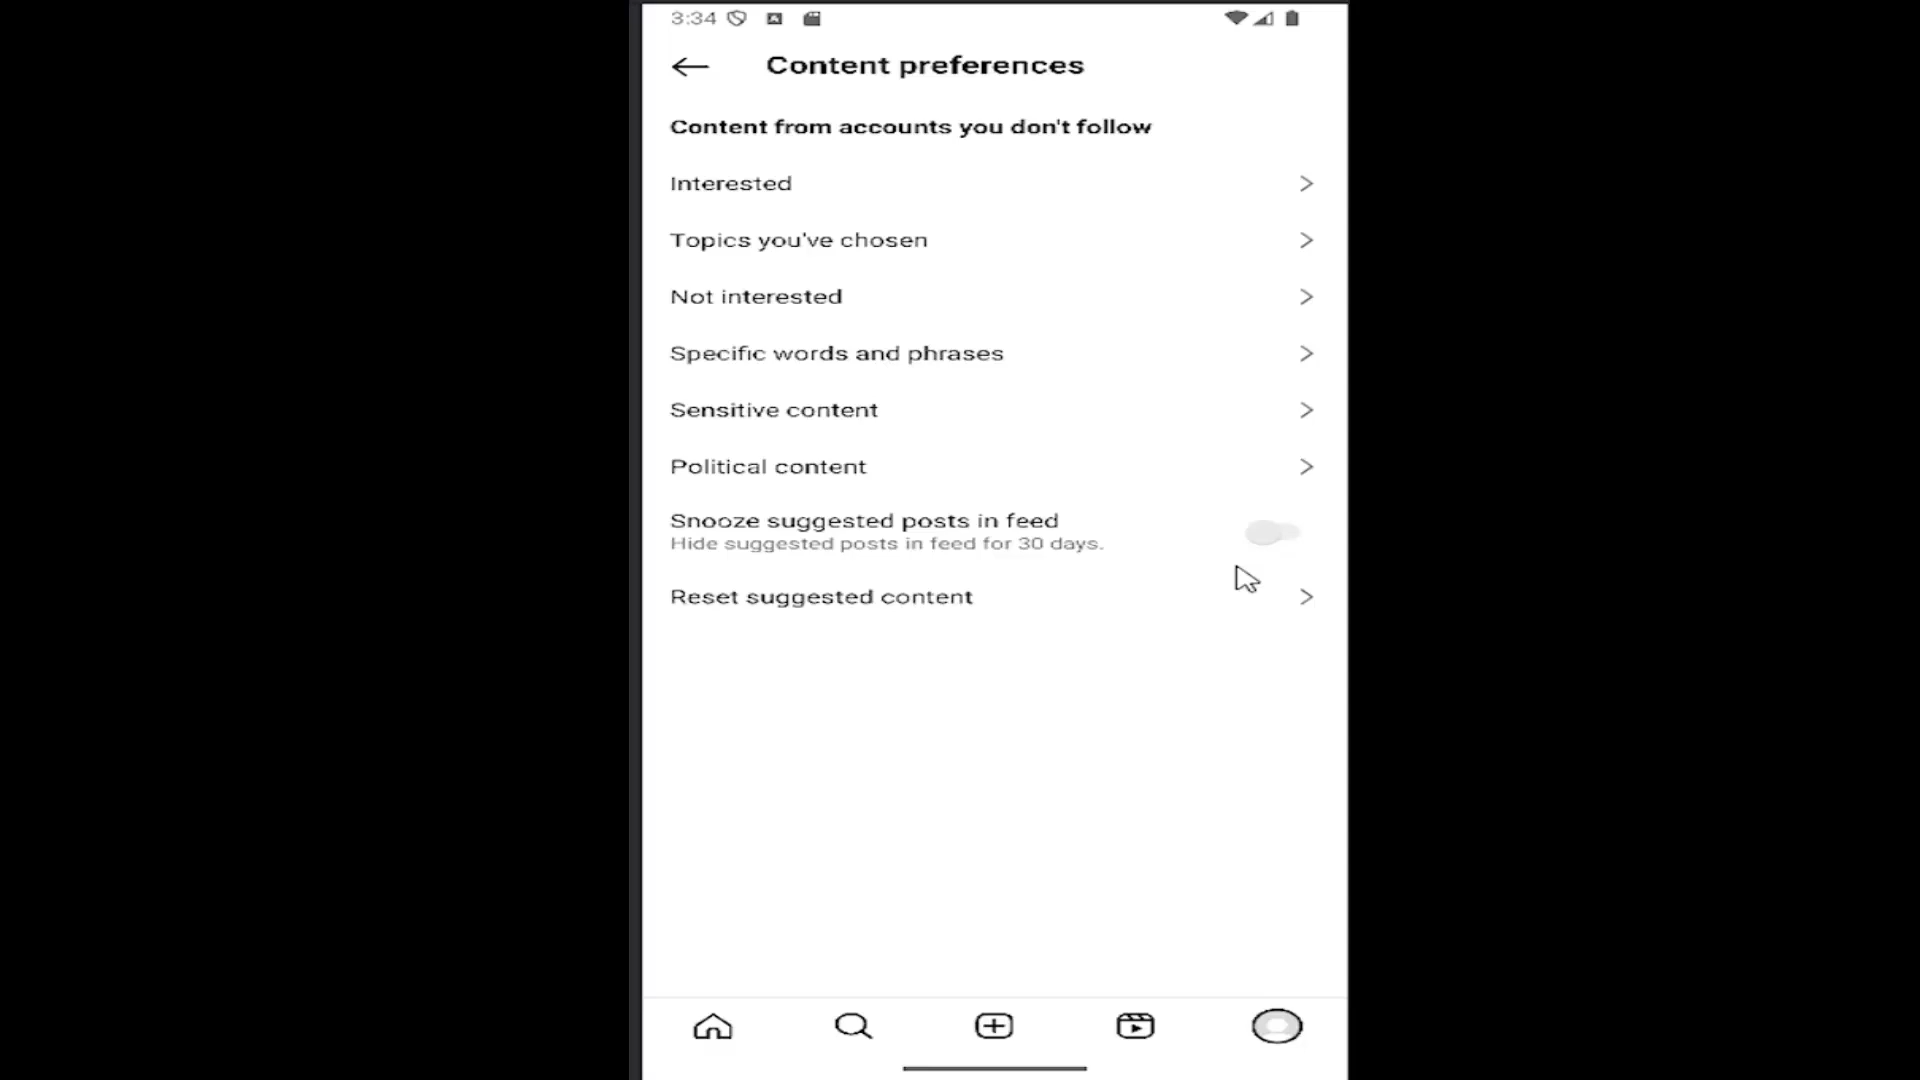 3:34
Content preferences
Content from accounts you don't follow
Interested
Topics you've chosen
Not interested
Specific words and phrases
Sensitive content
Political content
Snooze suggested posts in feed
Hide suggested posts in feed for 30 days.
Reset suggested content